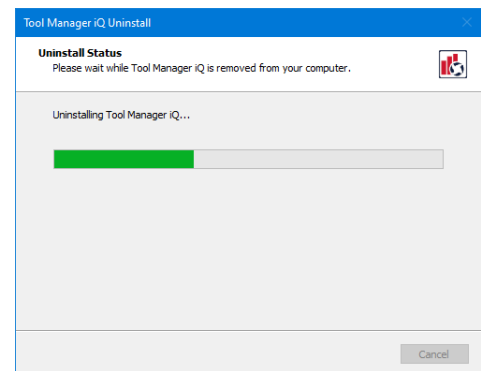 Tool Manager iQ Uninstall
Uninstall Status
Please wait while Tool Manager iQ is removed from your computer.
Uninstalling Tool Manager iQ...
Cancel